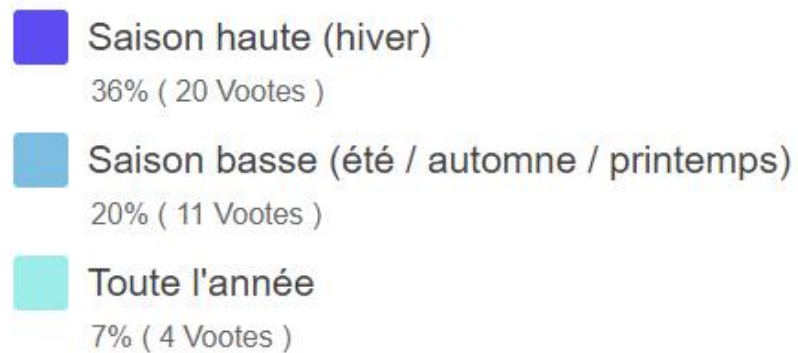 Saison haute (hiver)
36% ( 20 Vootes )
Saison basse (été / automne / printemps)
20% ( 11 Vootes )
Toute l'année
7% ( 4 Vootes )